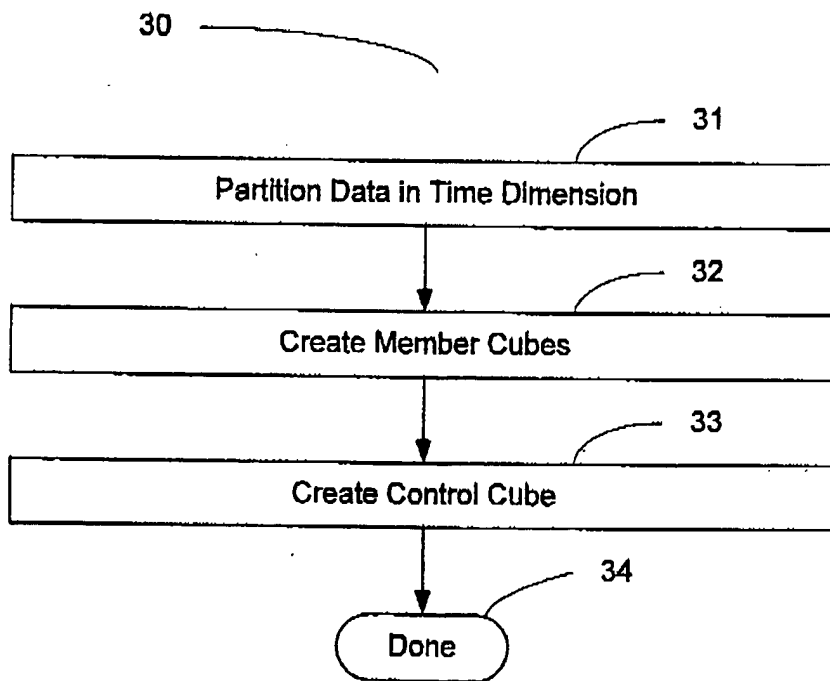 30
31
Partition Data in Time Dimension
32
Create Member Cubes
33
Create Control Cube
34
Done